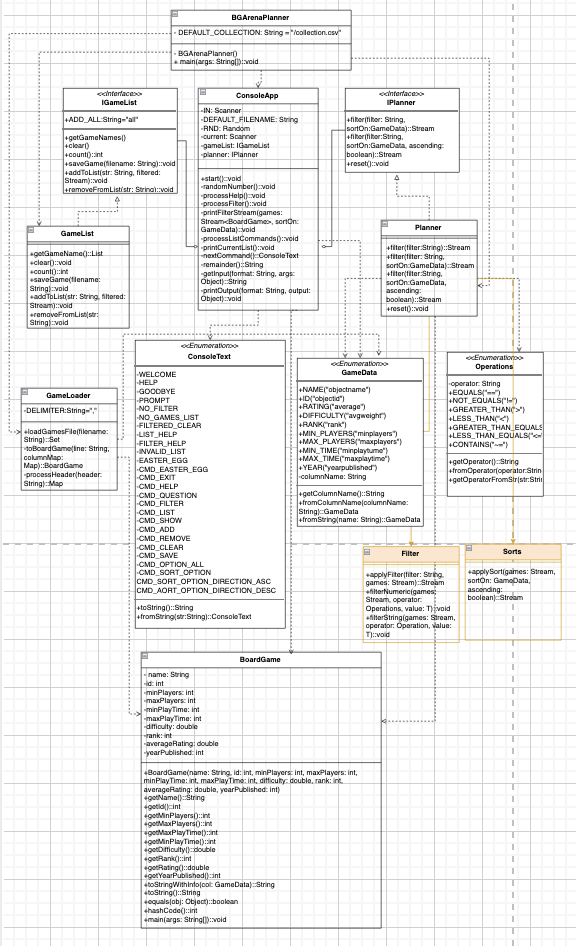 BGArenaPlanner
- DEFAULT_COLLECTION: String = "/collection.csv"
- BGArenaPlanner()
+ main(args: String[])::void
<<Interface>>
IGameList
+ADD_ALL:String="all"
+getGameNames()
+clear()
+count()::int
+saveGame(filename: String)::void
+addToList(str: String, filtered:
Stream)::void
+removeFromList(str: String)::void
ConsoleApp
-IN: Scanner
-DEFAULT_FILENAME: String
-RND: Random
-current: Scanner
-gameList: IGameList
-planner: IPlanner
+start()::void
-randomNumber()::void
-processHelp()::void
-processFilter()::void
-printFilterStream(games:
Stream<BoardGame>, sortOn:
GameData)::void
-processListCommands()::void
-printCurrentList()::void
-nextCommand()::ConsoleText
-remainder()::String
-getInput(format: String, args:
Object)::String
-printOutput(format: String, output:
Object)::void
<<Interface>>
IPlanner
+filter(filter: String,
sortOn:GameData)::Stream
+filter(filter: String,
sortOn:GameData, ascending:
boolean)::Stream
+reset()::void
GameList
+getGameName()::List
+clear()::void
+count()::int
+saveGame(filename:
String)::void
+addToList(str: String, filtered:
Stream)::void
+removeFromList(str:
String)::void
Planner
+filter(filter:String)::Stream
+filter(filter:String,
sortOn:GameData)::Stream
+filter(filter:String,
sortOn:GameData,
ascending:
boolean)::Stream
+reset()::void
<<Enumeration>>
ConsoleText
-WELCOME
-HELP
-GOODBYE
-PROMPT
-NO_FILTER
-NO_GAMES_LIST
-FILTERED_CLEAR
-LIST_HELP
-FILTER_HELP
-INVALID_LIST
-EASTER_EGG
-CMD_EASTER_EGG
-CMD_EXIT
-CMD_HELP
-CMD_QUESTION
-CMD_FILTER
-CMD_LIST
-CMD_SHOW
-CMD_ADD
-CMD_REMOVE
-CMD_CLEAR
-CMD_SAVE
-CMD_OPTION_ALL
-CMD_SORT_OPTION
CMD_SORT_OPTION_DIRECTION_ASC
CMD_AORT_OPTION_DIRECTION_DESC
+toString()::String
+fromString(str:String)::ConsoleText
<<Enumeration>>
GameData
+NAME("objectname")
+ID("objectid")
+RATING("average")
+DIFFICULTY("avgweight")
+RANK("rank")
+MIN_PLAYERS("minplayers")
+MAX_PLAYERS("maxplayers")
+MIN_TIME("minplaytime")
+MAX_TIME("maxplaytime")
+YEAR("yearpublished")
-columnName: String
+getColumnName()::String
+fromColumnName(columnName:
String)::GameData
+fromString(name: String)::GameData
<<Enumeration>>
Operations
-operator: String
+EQUALS("==")
+NOT_EQUALS("!=")
+GREATER_THAN(">")
+LESS_THAN("<")
+GREATER_THAN_EQUALS
+LESS_THAN_EQUALS("<=
+CONTAINS("~=")
+getOperator()::String
+fromOperator(operator:Strin
+getOperatorFromStr(str:Stri
GameLoader
-DELIMITER:String=","
+loadGamesFile(filename:
String)::Set
-toBoardGame(line: String,
columnMap:
Map)::BoardGame
-processHeader(header:
String)::Map
Filter
+applyFilter(filter: String,
games: Stream)::Stream
+filterNumeric(games:
Stream, operator:
Operations, value: T)::void
+filterString(games: Stream,
operator: Operation, value:
T)::void
Sorts
+applySort(games: Stream,
sortOn: GameData,
ascending:
boolean)::Stream
BoardGame
- name: String
-id: int
-minPlayers: int
-maxPlayers: int
-minPlayTime: int
-maxPlayTime: int
-difficulty: double
-rank: int
-averageRating: double
-yearPublished: int
+BoardGame(name: String, id: int, minPlayers: int, maxPlayers: int,
minPlayTime: int, maxPlayTime: int, difficulty: double, rank: int,
averageRating: double, yearPublished: int)
+getName()::String
+getId()::int
+getMinPlayers()::int
+getMaxPlayers()::int
+getMaxPlayTime()::int
+getMinPlayTime()::int
+getDifficulty()::double
+getRank()::int
+getRating()::double
+getYearPublished()::int
+toStringWithInfo(col: GameData)::String
+toString()::String
+equals(obj: Object)::boolean
+hashCode()::int
+main(args: String[])::void